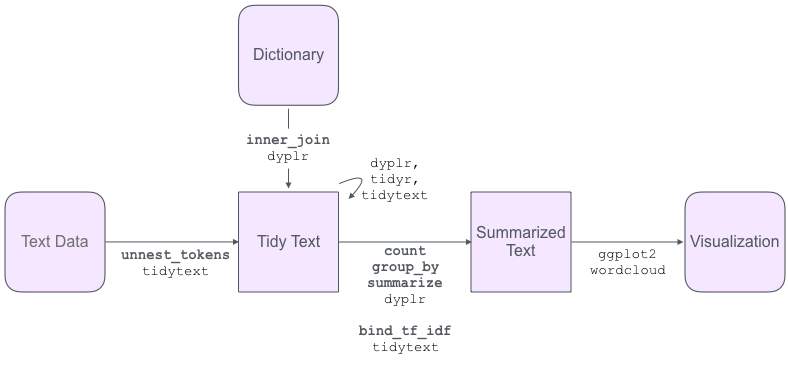 Dictionary
inner_join
dyplr
dyplr,
tidyr,
tidytext
Text Data
unnest_tokens
tidytext
Tidy Text
count
group_by
summarize
dyplr
bind_tf_idf
tidytext
Summarized
Text
ggplot2
wordcloud
Visualization